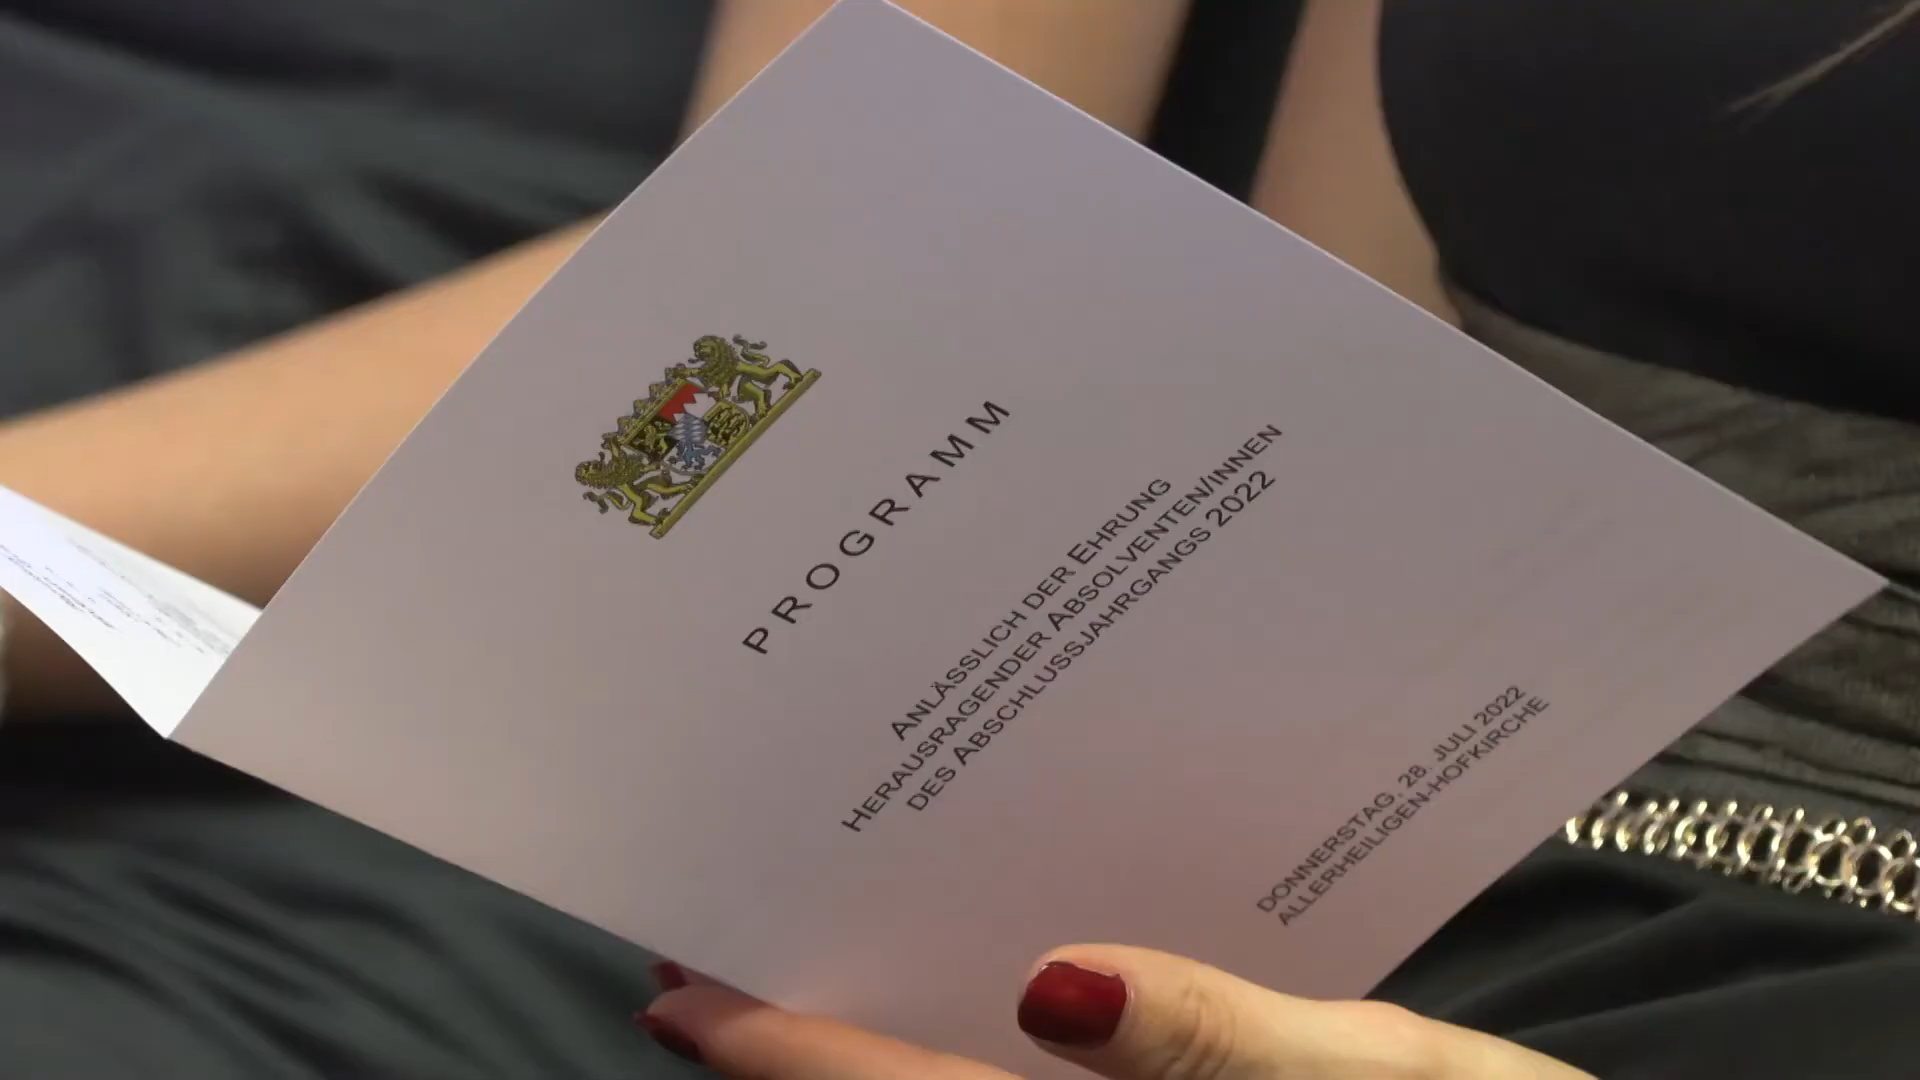 PROGRAMM
ANLÄSSLICH DER EHRUNG
HERAUSRAGENDER ABSOLVENTEN/INNEN
DES ABSCHLUSSJAHRGANGS 2022
DONNERSTAG, 28. JULI 2022
ALLERHEILIGEN-HOFKIRCHE